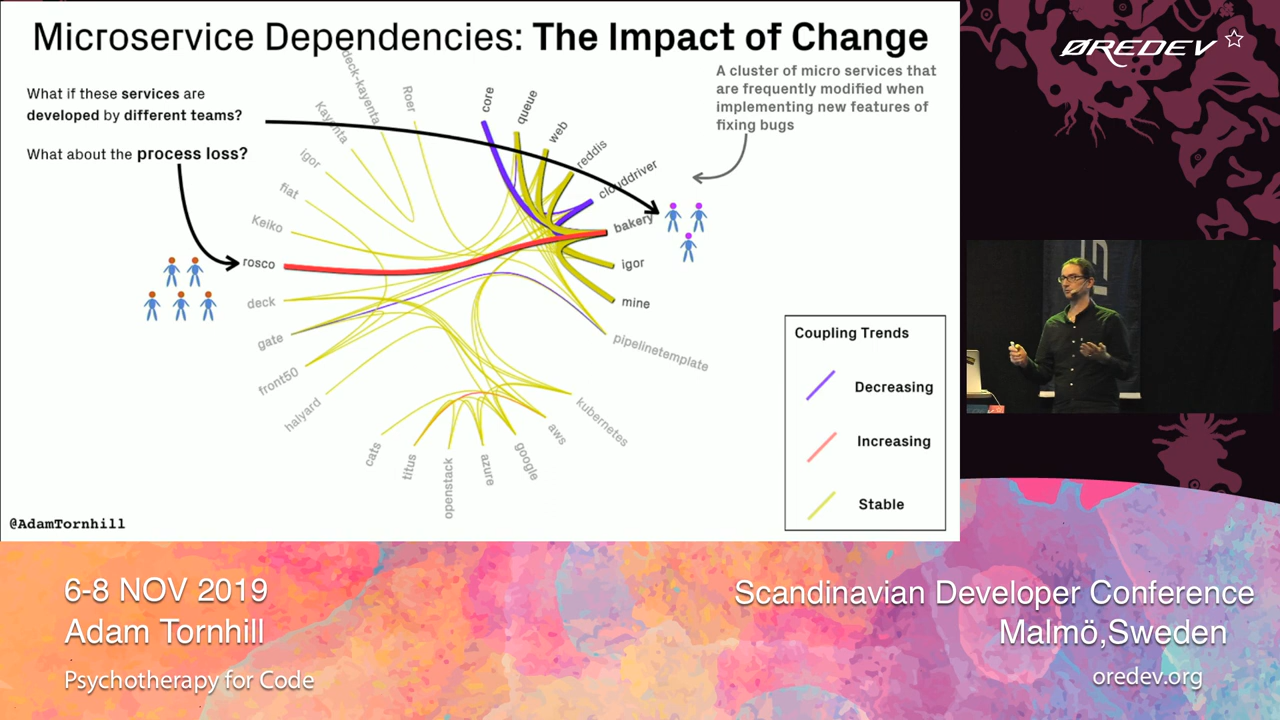 Microservice Dependencies: The Impact of Change
What if these services are
developed by different teams?
What about the process loss?
A cluster of micro services that
are frequently modified when
implementing new features of
fixing bugs
deck-kayenta
Kayenta
Roer
igor
fiat
Keiko
rosco
deck
gate
front50
halyard
cats
titus
openstack
azure
google
aws
kubernetes
pipelinetemplate
mine
igor
bakery
clouddriver
reddis
web
queue
core
Coupling Trends
Decreasing
Increasing
Stable
@AdamTornhill
ØREDEV
6-8 NOV 2019
Adam Tornhill
Psychotherapy for Code
Scandinavian Developer Conference
Malmö,Sweden
oredev.org